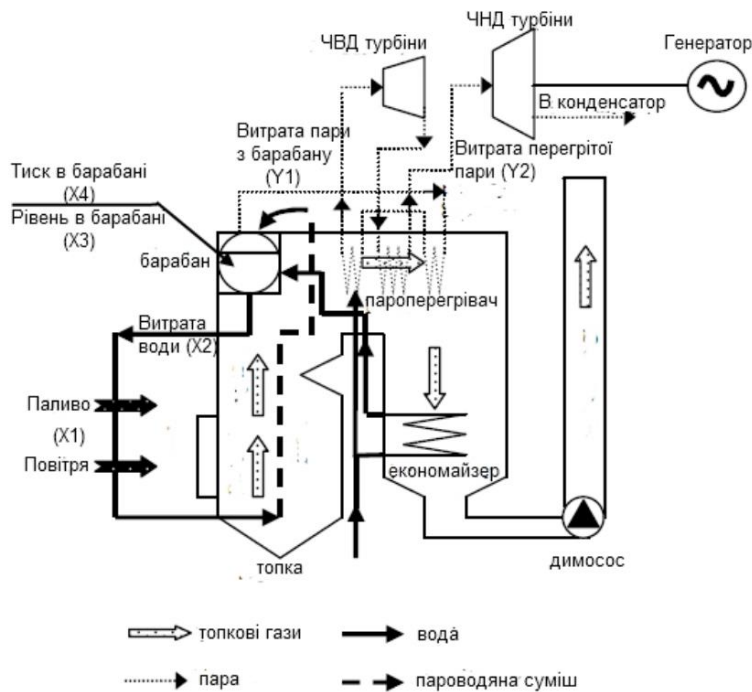 ЧВД турбіни
ЧНД турбіни
Генератор
В конденсатор
Витрата пари
з барабану
(Y1)
Витрата перегрітої
пари (Y2)
Тиск в барабані
(X4)
Рівень в барабані
(X3)
барабан
пароперегрівач
Витрата
води (X2)
Паливо
(X1)
Повітря
економайзер
топка
димосос
топкові гази
вода
пара
пароводяна суміш